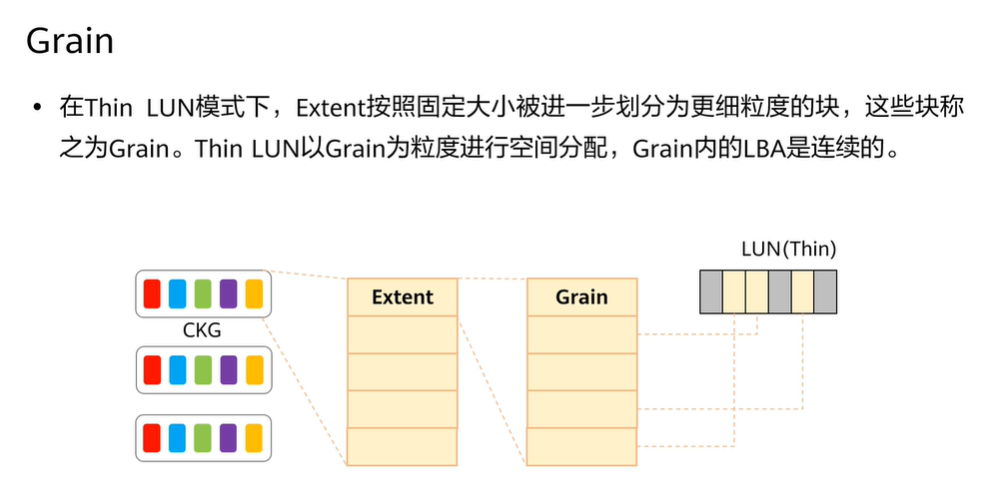 Grain
• 在Thin LUN模式下，Extent按照固定大小被进一步划分为更细粒度的块，这些块称
之为Grain。Thin LUN以Grain为粒度进行空间分配，Grain内的LBA是连续的。
LUN(Thin)
Extent
Grain
CKG